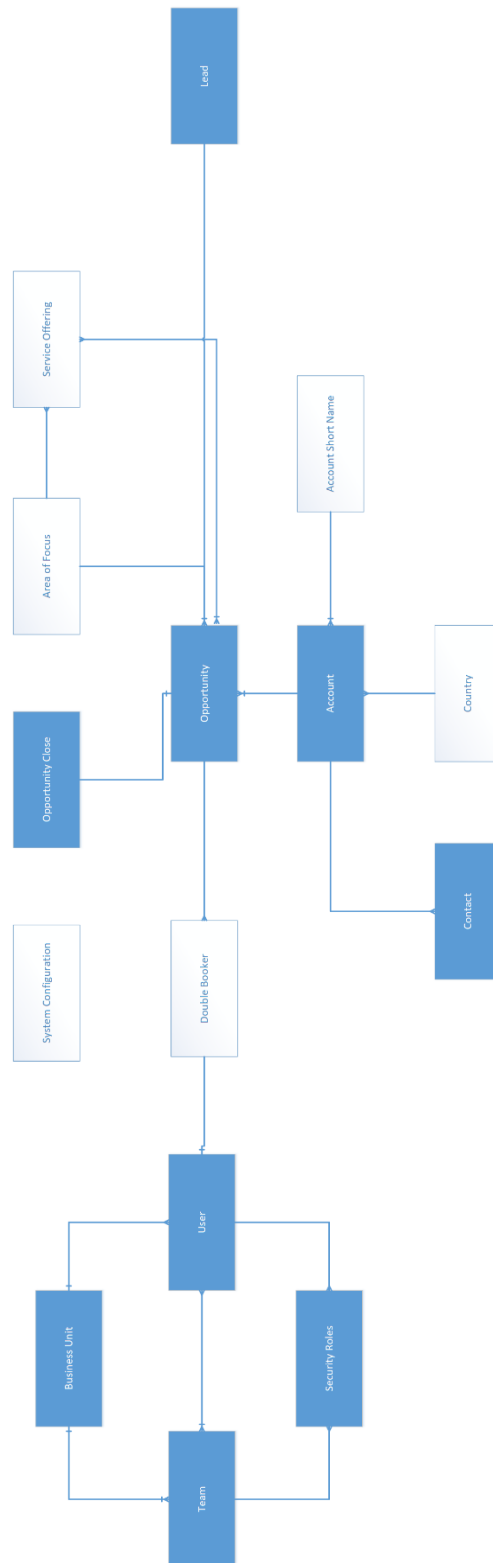 Lead
Service Offering
Account Short Name
Area of Focus
Opportunity
Account
Country
Opportunity Close
Contact
System Configuration
Double Booker
User
Business Unit
Security Roles
Team